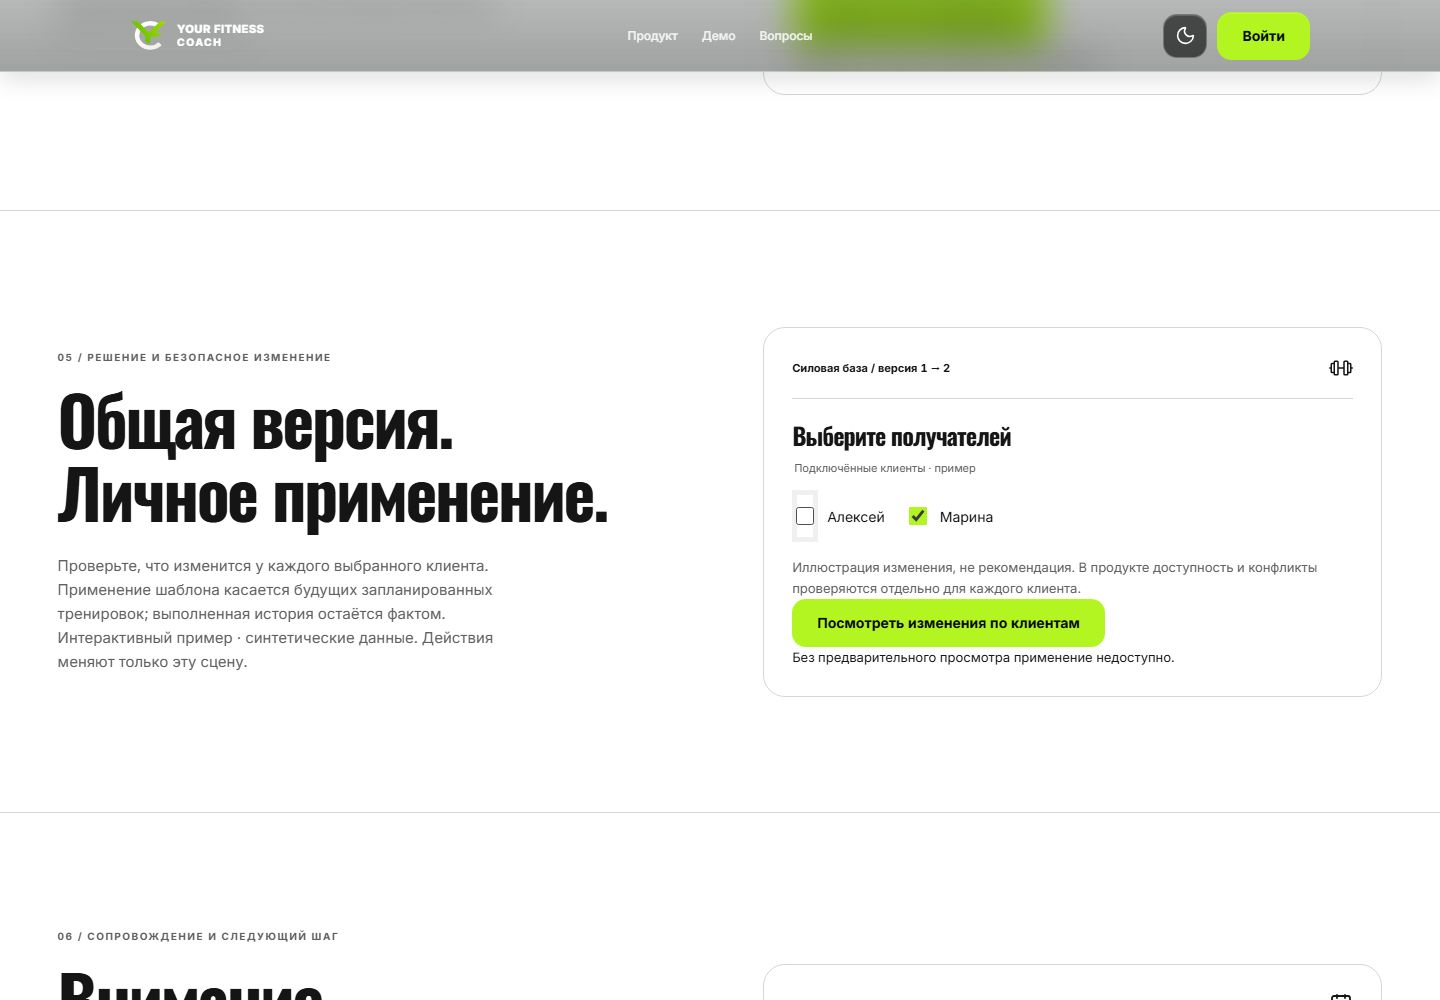 YOUR FITNESS
COACH
Продукт
Демо
Вопросы
Войти
05 / РЕШЕНИЕ И БЕЗОПАСНОЕ ИЗМЕНЕНИЕ
Общая версия.
Личное применение.
Проверьте, что изменится у каждого выбранного клиента.
Применение шаблона касается будущих запланированных
тренировок; выполненная история остаётся фактом.
Интерактивный пример · синтетические данные. Действия
меняют только эту сцену.
Силовая база / версия 1 → 2
Выберите получателей
Подключённые клиенты · пример
Алексей
Марина
Иллюстрация изменения, не рекомендация. В продукте доступность и конфликты
проверяются отдельно для каждого клиента.
Посмотреть изменения по клиентам
Без предварительного просмотра применение недоступно.
06 / СОПРОВОЖДЕНИЕ И СЛЕДУЮЩИЙ ШАГ
Внимание